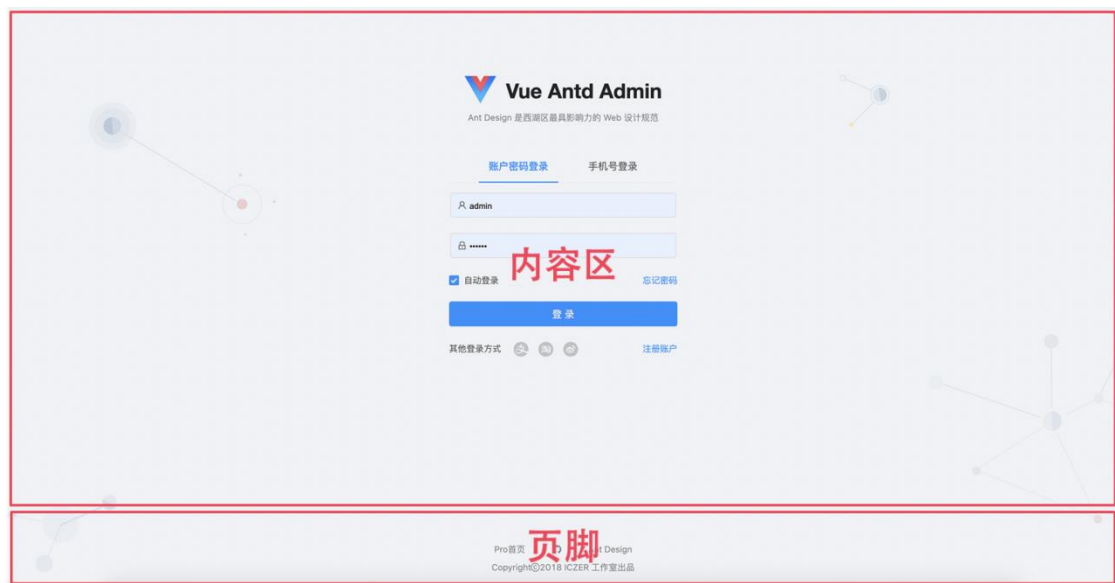 Vue Antd Admin
Ant Design 是西湖区最具影响力的 Web 设计规范
账户密码登录 手机号登录
admin
••••••
内容区
自动登录 忘记密码
登 录
其他登录方式 支 淘 注册账户
页脚
Pro首页 Design
Copyright©2018 ICZER 工作室出品